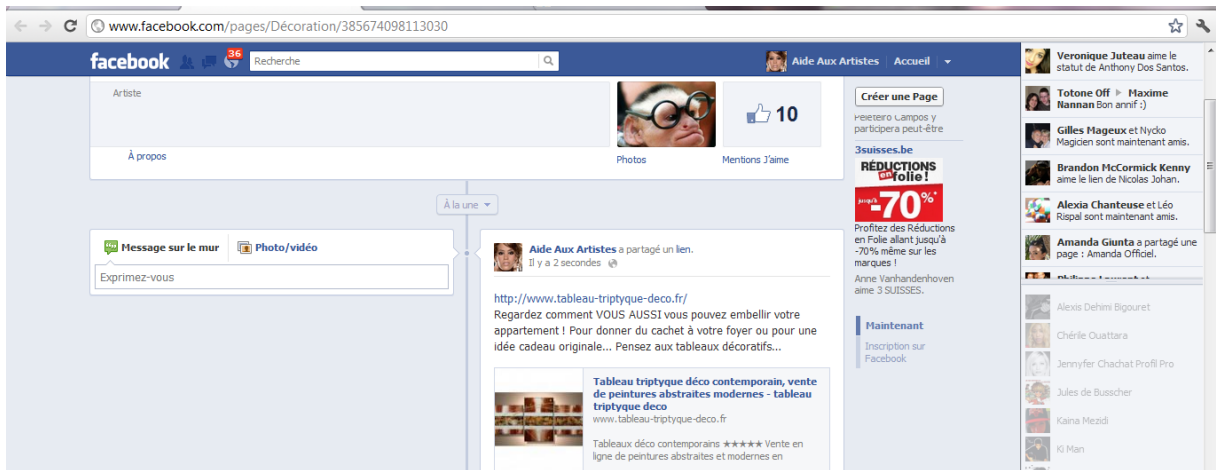 www.facebook.com/pages/Décoration/385674098113030
facebook
36
Recherche
Aide Aux Artistes
Accueil
Artiste
10
À propos
Photos
Mentions J'aime
À la une
Message sur le mur
Photo/vidéo
Exprimez-vous
Aide Aux Artistes a partagé un lien.
Il y a 2 secondes
http://www.tableau-triptyque-deco.fr/
Regardez comment VOUS AUSSI vous pouvez embellir votre
appartement ! Pour donner du cachet à votre foyer ou pour une
idée cadeau originale... Pensez aux tableaux décoratifs...
Tableau triptyque déco contemporain, vente
de peintures abstraites modernes - tableau
triptyque deco
www.tableau-triptyque-deco.fr
Tableaux déco contemporains ★★★★★ Vente en
ligne de peintures abstraites et modernes en
Créer une Page
Peletero Campos y
participera peut-être
3suisses.be
RÉDUCTIONS
en folie !
jusqu'à
-70%*
Profitez des Réductions
en Folie allant jusqu'à
-70% même sur les
marques !
Anne Vanhandenhoven
aime 3 SUISSES.
Maintenant
Inscription sur
Facebook
Veronique Juteau aime le
statut de Anthony Dos Santos.
Totone Off ▶ Maxime
Nannan Bon annif :)
Gilles Mageux et Nycko
Magicien sont maintenant amis.
Brandon McCormick Kenny
aime le lien de Nicolas Johan.
Alexia Chanteuse et Léo
Rispal sont maintenant amis.
Amanda Giunta a partagé une
page : Amanda Officiel.
Alexis Dehimi Bigouret
Chérile Ouattara
Jennyfer Chachat Profil Pro
Jules de Busscher
Kaina Mezidi
Ki Man